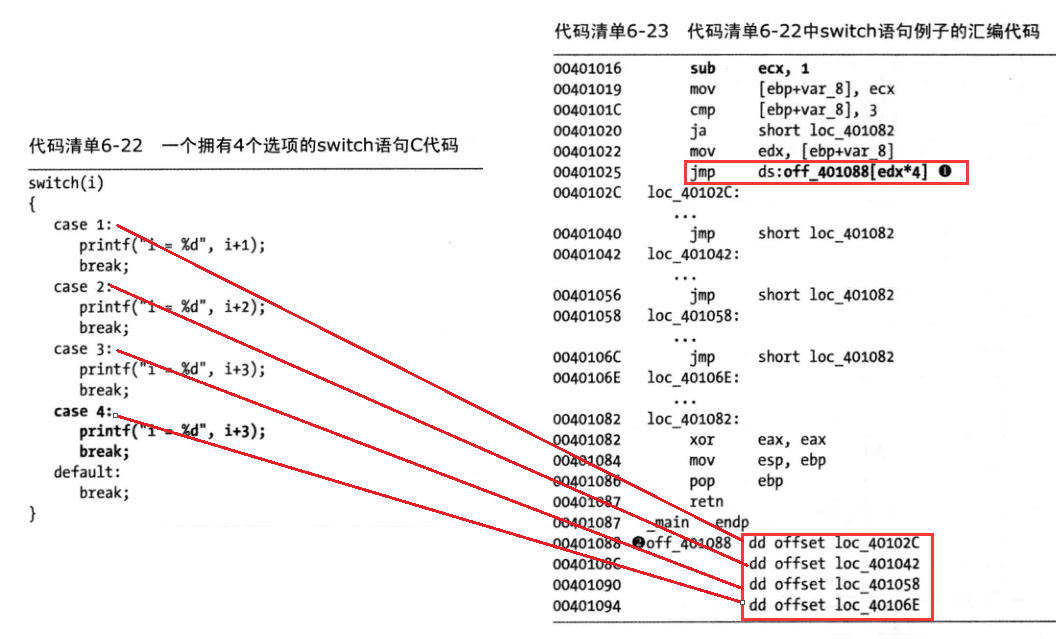 代码清单6-22 一个拥有4个选项的switch语句C代码
switch(i)
{
case 1:
printf("i = %d", i+1);
break;
case 2:
printf("i = %d", i+2);
break;
case 3:
printf("i = %d", i+3);
break;
case 4:
printf("i = %d", i+3);
break;
default:
break;
}
代码清单6-23 代码清单6-22中switch语句例子的汇编代码
00401016 sub ecx, 1
00401019 mov [ebp+var_8], ecx
0040101C cmp [ebp+var_8], 3
00401020 ja short loc_401082
00401022 mov edx, [ebp+var_8]
00401025 jmp ds:off_401088[edx*4] ❶
0040102C loc_40102C:
...
00401040 jmp short loc_401082
00401042 loc_401042:
...
00401056 jmp short loc_401082
00401058 loc_401058:
...
0040106C jmp short loc_401082
0040106E loc_40106E:
...
00401082 loc_401082:
00401082 xor eax, eax
00401084 mov esp, ebp
00401086 pop ebp
00401087 retn
00401087 _main endp
00401088 ❷off_401088 dd offset loc_40102C
0040108C dd offset loc_401042
00401090 dd offset loc_401058
00401094 dd offset loc_40106E